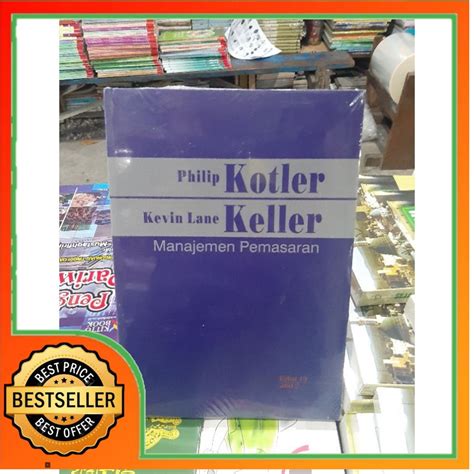 Philip Kotler
Kevin Lane Keller
Manajemen Pemasaran
BEST PRICE
BESTSELLER
BEST OFFER